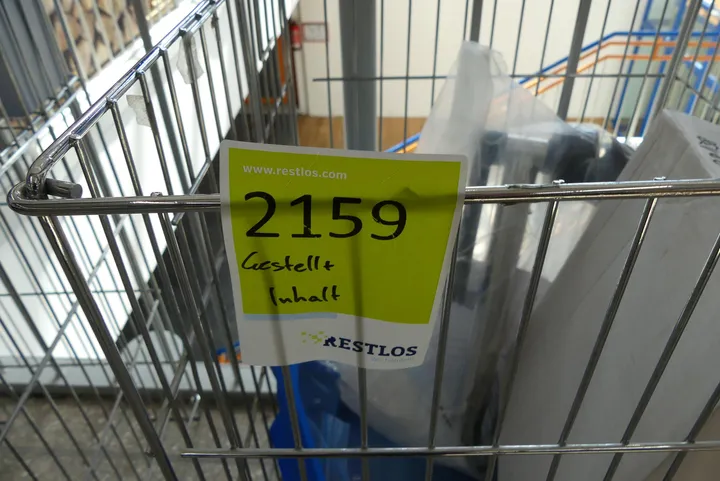 www.restlos.com
2159
Gestell +
Inhalt
RESTLOS